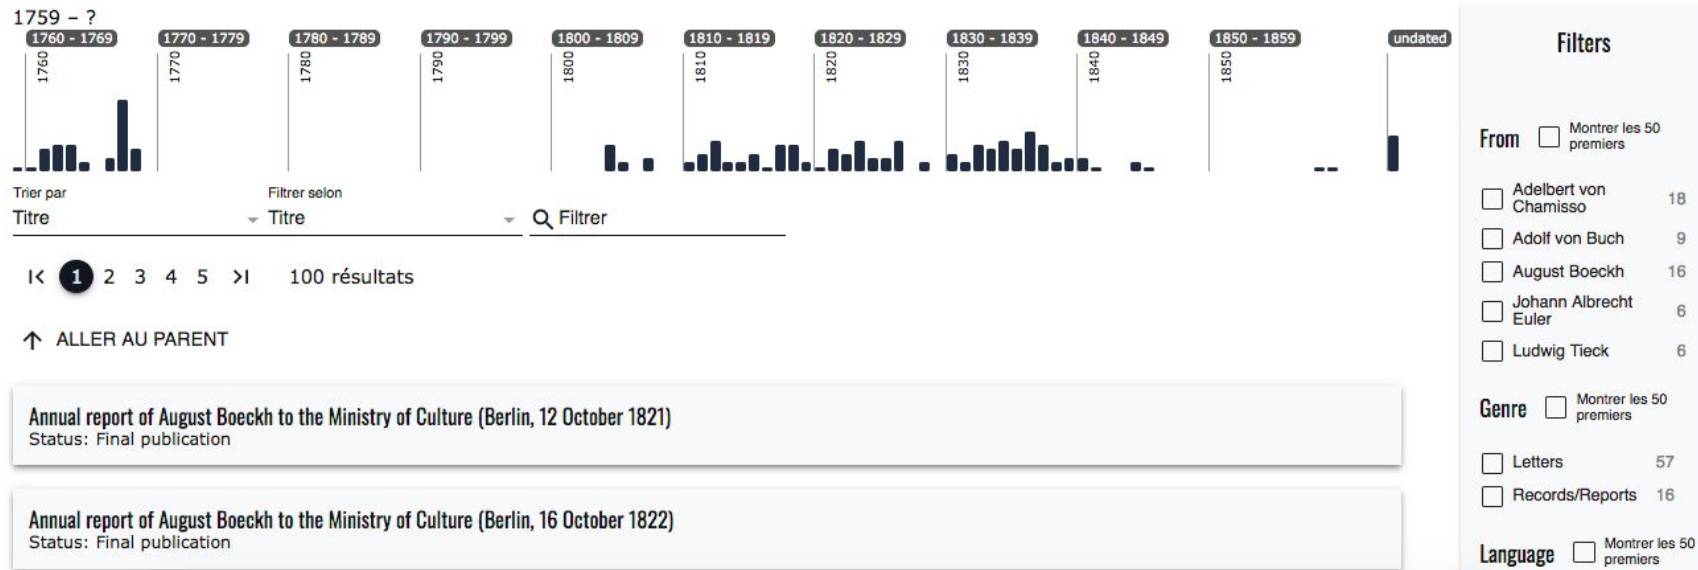 1759 – ?
1760 - 1769 1770 - 1779 1780 - 1789 1790 - 1799 1800 - 1809 1810 - 1819 1820 - 1829 1830 - 1839 1840 - 1849 1850 - 1859 undated
1760 1770 1780 1790 1800 1810 1820 1830 1840 1850
Trier par
Titre
Filtrer selon
Titre
Filtrer
1 2 3 4 5 100 résultats
ALLER AU PARENT
Annual report of August Boeckh to the Ministry of Culture (Berlin, 12 October 1821)
Status: Final publication
Annual report of August Boeckh to the Ministry of Culture (Berlin, 16 October 1822)
Status: Final publication
Filters
From
Montrer les 50
premiers
Adelbert von
Chamisso
18
Adolf von Buch 9
August Boeckh 16
Johann Albrecht
Euler
6
Ludwig Tieck 6
Genre
Montrer les 50
premiers
Letters 57
Records/Reports 16
Language
Montrer les 50
premiers